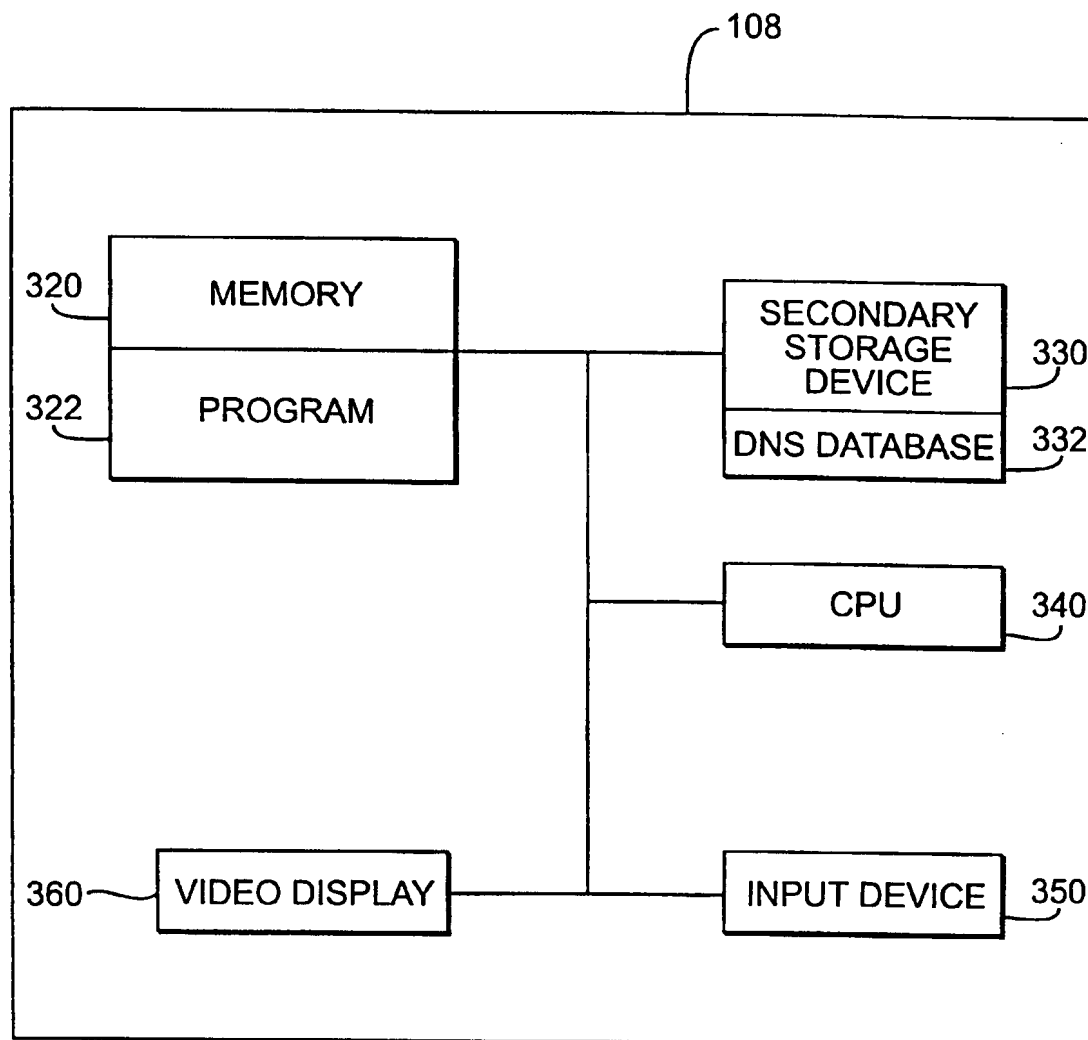 108
320
MEMORY
322
PROGRAM
SECONDARY
STORAGE
DEVICE
330
DNS DATABASE
332
CPU
340
360
VIDEO DISPLAY
INPUT DEVICE
350